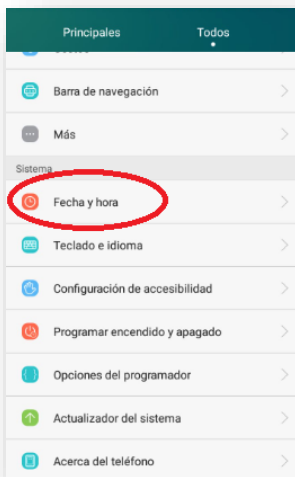 Principales Todos
Barra de navegación
Más
Sistema
Fecha y hora
Teclado e idioma
Configuración de accesibilidad
Programar encendido y apagado
Opciones del programador
Actualizador del sistema
Acerca del teléfono